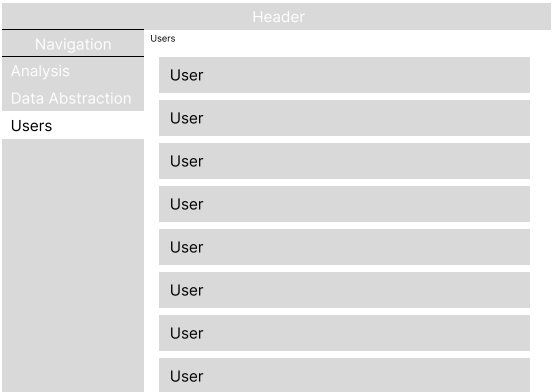 Header
Navigation
Analysis
Data Abstraction
Users
Users
User
User
User
User
User
User
User
User